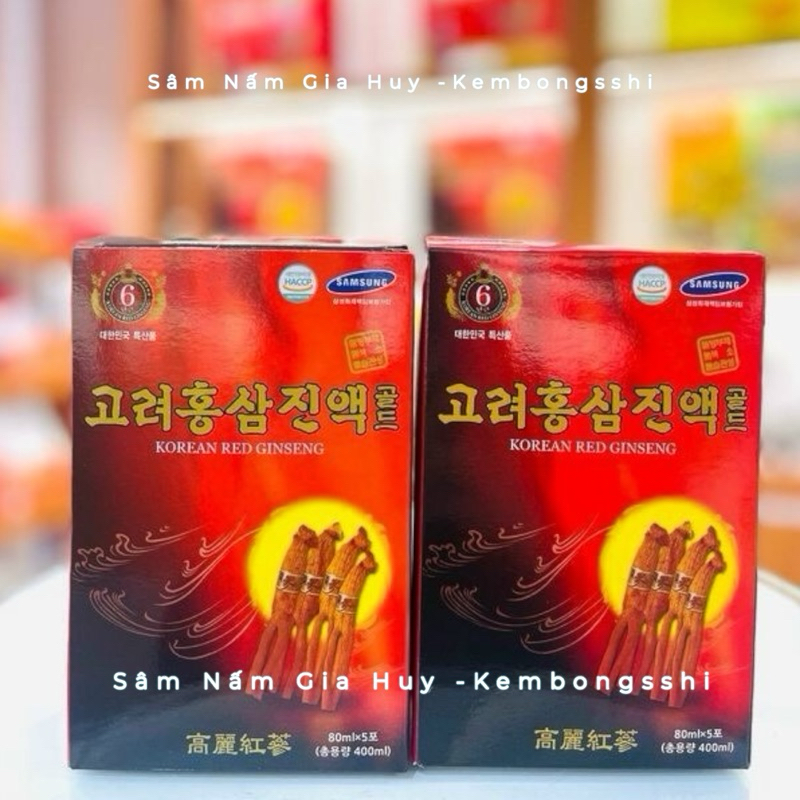 Sâm Nấm Gia Huy -Kembongsshi
6
대한민국 특산물
HACCP
SAMSUNG
고려홍삼진액골드
KOREAN RED GINSENG
高麗紅蔘
80ml×5포
(총용량 400ml)
6
대한민국 특산물
HACCP
SAMSUNG
고려홍삼진액골드
KOREAN RED GINSENG
高麗紅蔘
80ml×5포
(총용량 400ml)
Sâm Nấm Gia Huy -Kembongsshi